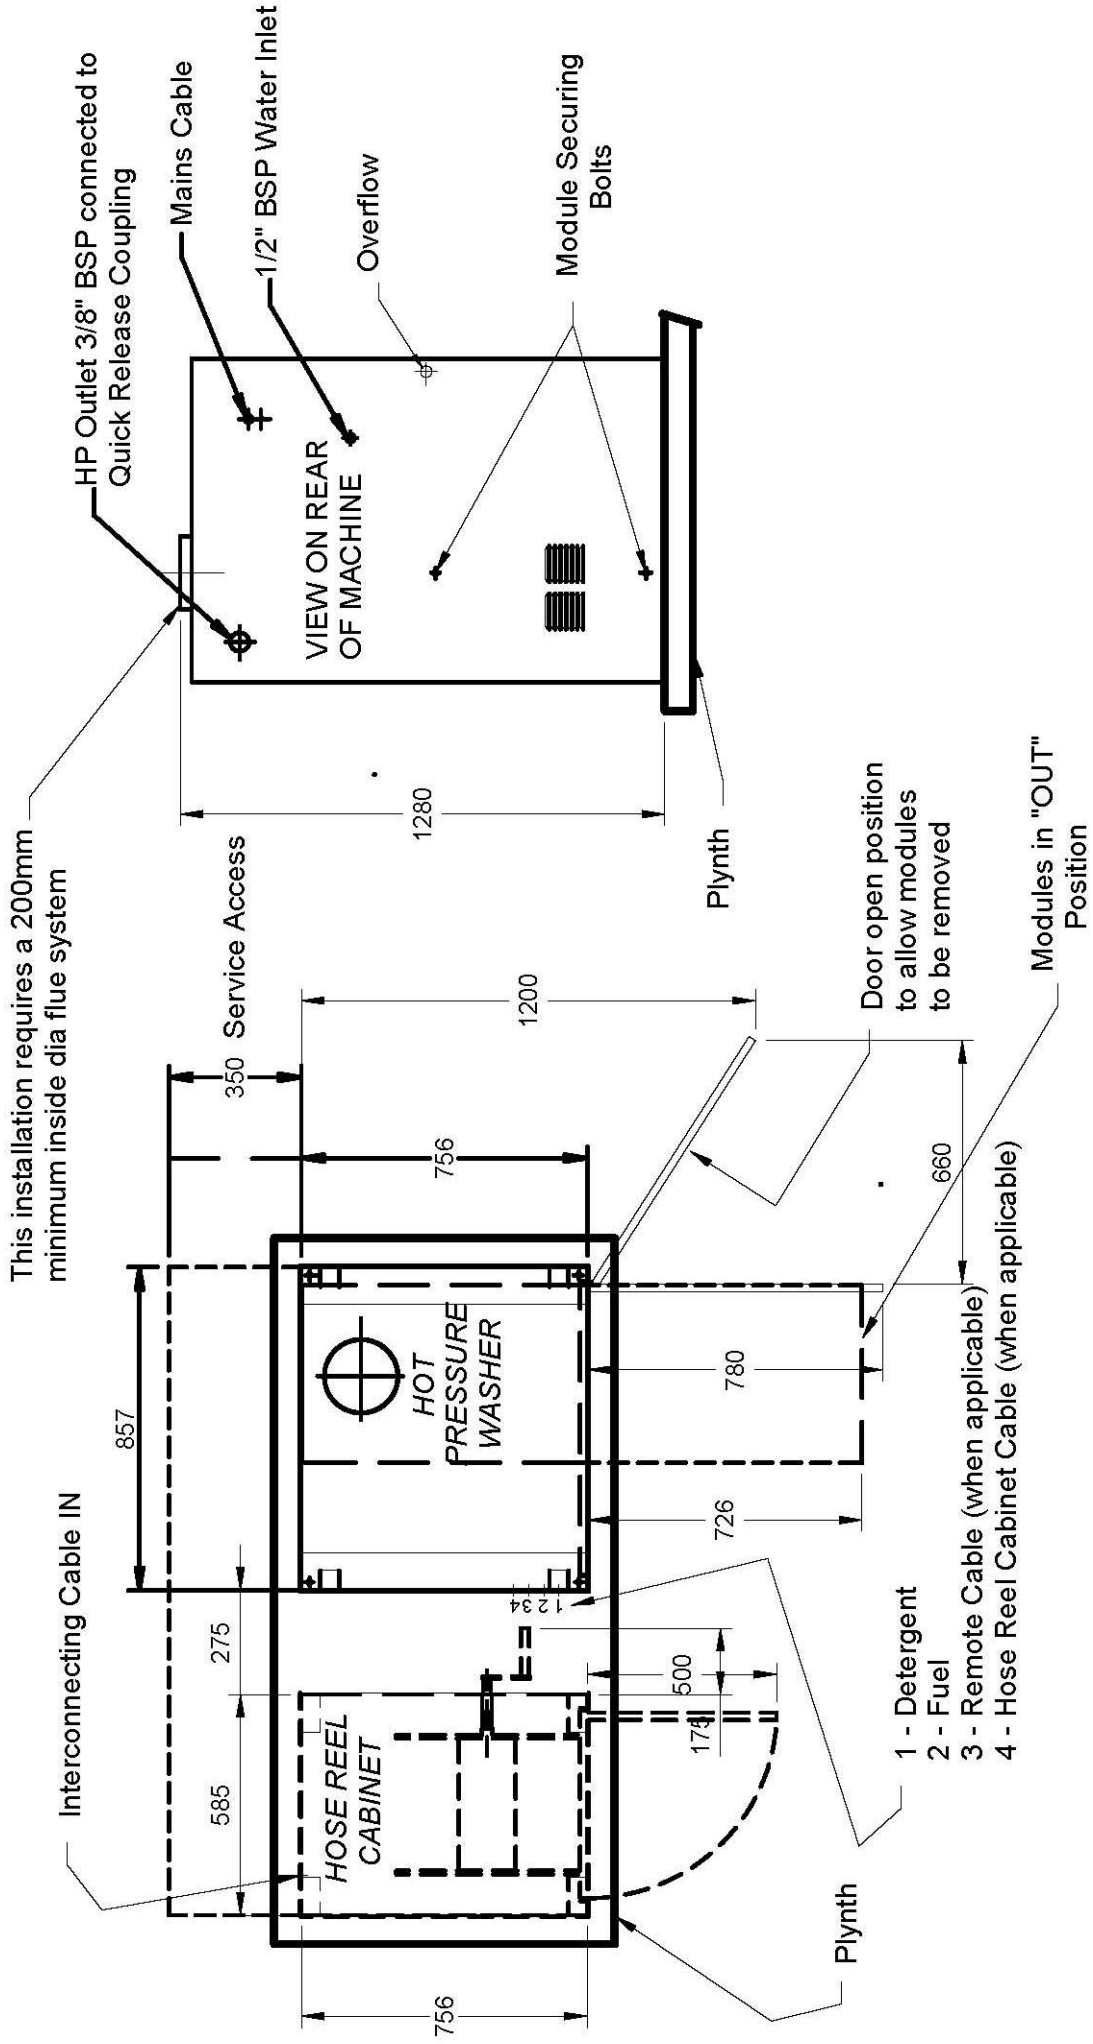 This installation requires a 200mm
minimum inside dia flue system
HP Outlet 3/8" BSP connected to
Quick Release Coupling
Mains Cable
1/2" BSP Water Inlet
Overflow
Module Securing
Bolts
VIEW ON REAR
OF MACHINE
1280
Plynth
Interconnecting Cable IN
857
350 Service Access
275
585
756
1200
HOT
PRESSURE
WASHER
HOSE REEL
CABINET
1 2 3 4
756
726
780
660
500
175
Door open position
to allow modules
to be removed
Modules in "OUT"
Position
Plynth
1 - Detergent
2 - Fuel
3 - Remote Cable (when applicable)
4 - Hose Reel Cabinet Cable (when applicable)